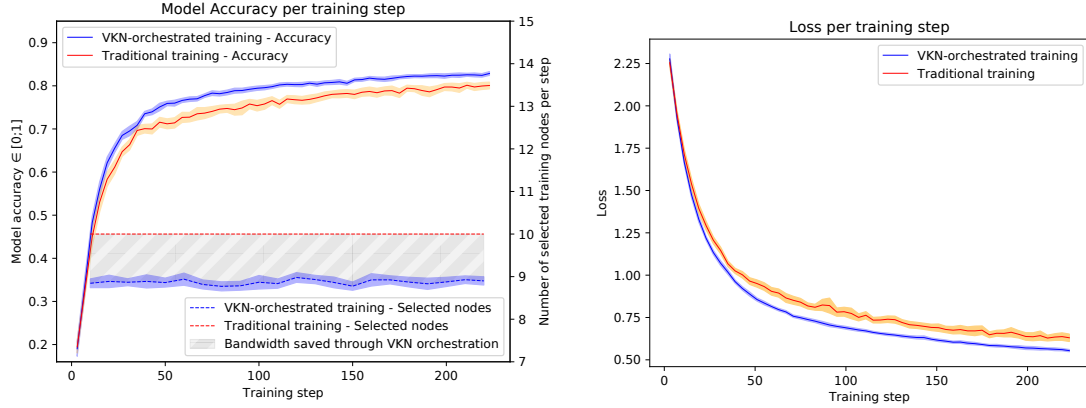 Model Accuracy per training step
VKN-orchestrated training - Accuracy
Traditional training - Accuracy
Model accuracy ∈ [0;1]
0.9
0.8
0.7
0.6
0.5
0.4
0.3
0.2
Number of selected training nodes per step
15
14
13
12
11
10
9
8
7
VKN-orchestrated training - Selected nodes
Traditional training - Selected nodes
Bandwidth saved through VKN orchestration
0 50 100 150 200
Training step
Loss per training step
VKN-orchestrated training
Traditional training
Loss
2.25
2.00
1.75
1.50
1.25
1.00
0.75
0.50
0 50 100 150 200
Training step